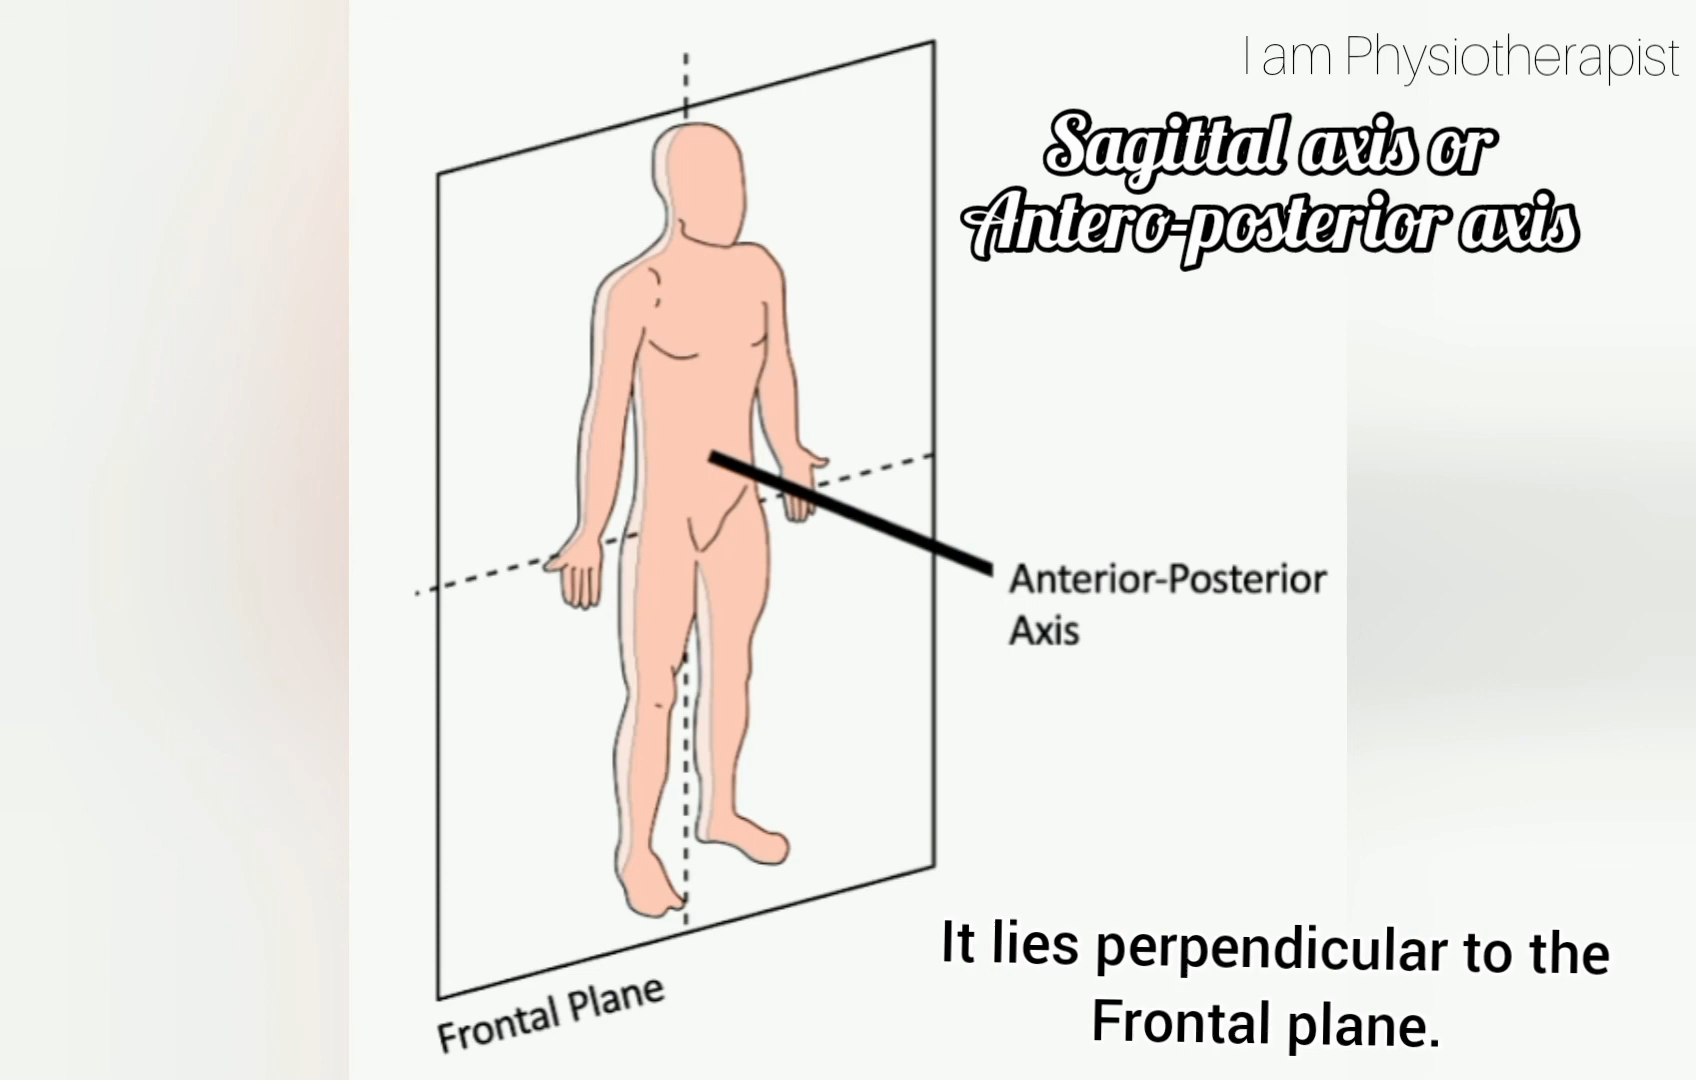 I am Physiotherapist
Sagittal axis or
Antero-posterior axis
Anterior-Posterior
Axis
It lies perpendicular to the
Frontal plane.
Frontal Plane